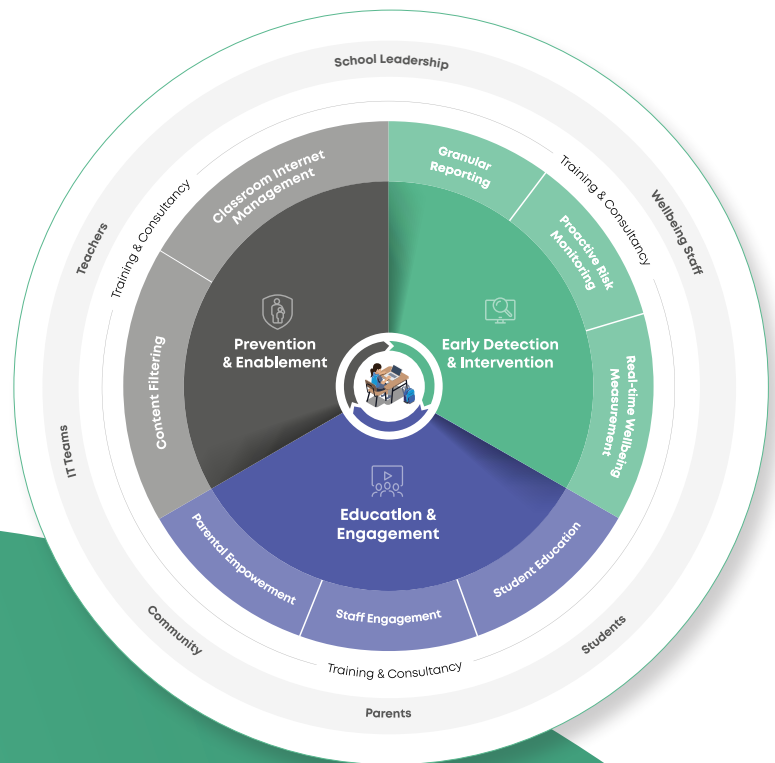 School Leadership
Wellbeing Staff
Students
Parents
Community
IT Teams
Teachers
Training & Consultancy
Training & Consultancy
Training & Consultancy
Classroom Internet
Management
Content Filtering
Prevention
& Enablement
Granular
Reporting
Proactive Risk
Monitoring
Real-time Wellbeing
Measurement
Early Detection
& Intervention
Education &
Engagement
Parental Empowerment
Staff Engagement
Student Education